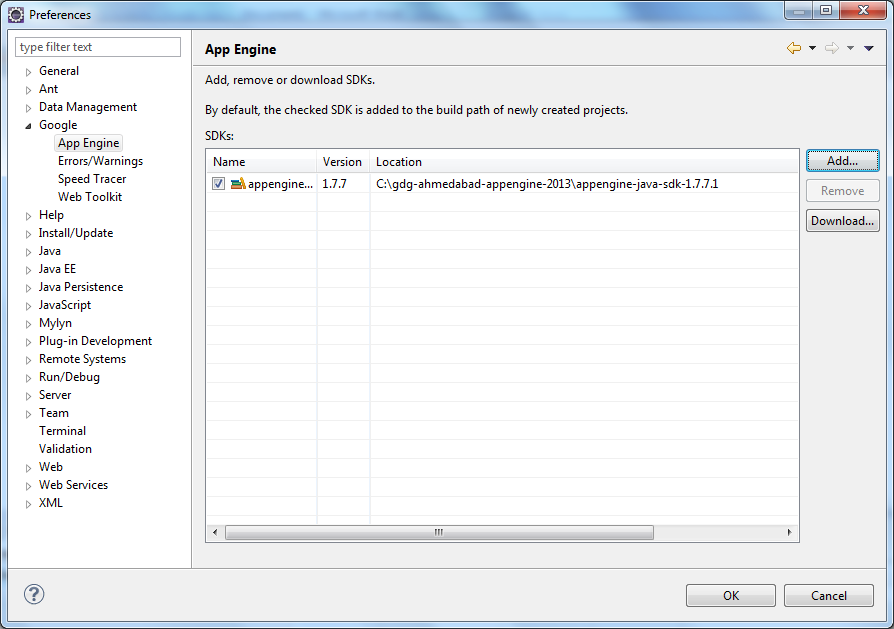 Preferences
type filter text
General
Ant
Data Management
Google
App Engine
Errors/Warnings
Speed Tracer
Web Toolkit
Help
Install/Update
Java
Java EE
Java Persistence
JavaScript
Mylyn
Plug-in Development
Remote Systems
Run/Debug
Server
Team
Terminal
Validation
Web
Web Services
XML
App Engine
Add, remove or download SDKs.
By default, the checked SDK is added to the build path of newly created projects.
SDKs:
Name Version Location
appengine... 1.7.7 C:\gdg-ahmedabad-appengine-2013\appengine-java-sdk-1.7.7.1
Add...
Remove
Download...
?
OK Cancel